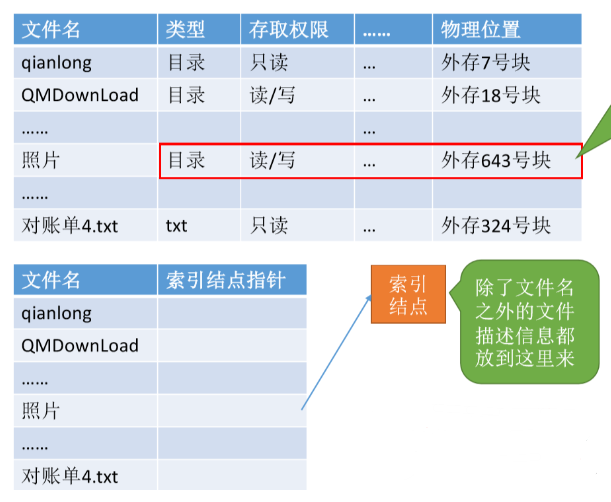 文件名 类型 存取权限 …… 物理位置
qianlong 目录 只读 … 外存7号块
QMDownLoad 目录 读/写 … 外存18号块
…… …
照片 目录 读/写 … 外存643号块
……
对账单4.txt txt 只读 … 外存324号块
文件名 索引结点指针
qianlong
QMDownLoad
……
照片
……
对账单4.txt
索引
结点
除了文件名
之外的文件
描述信息都
放到这里来